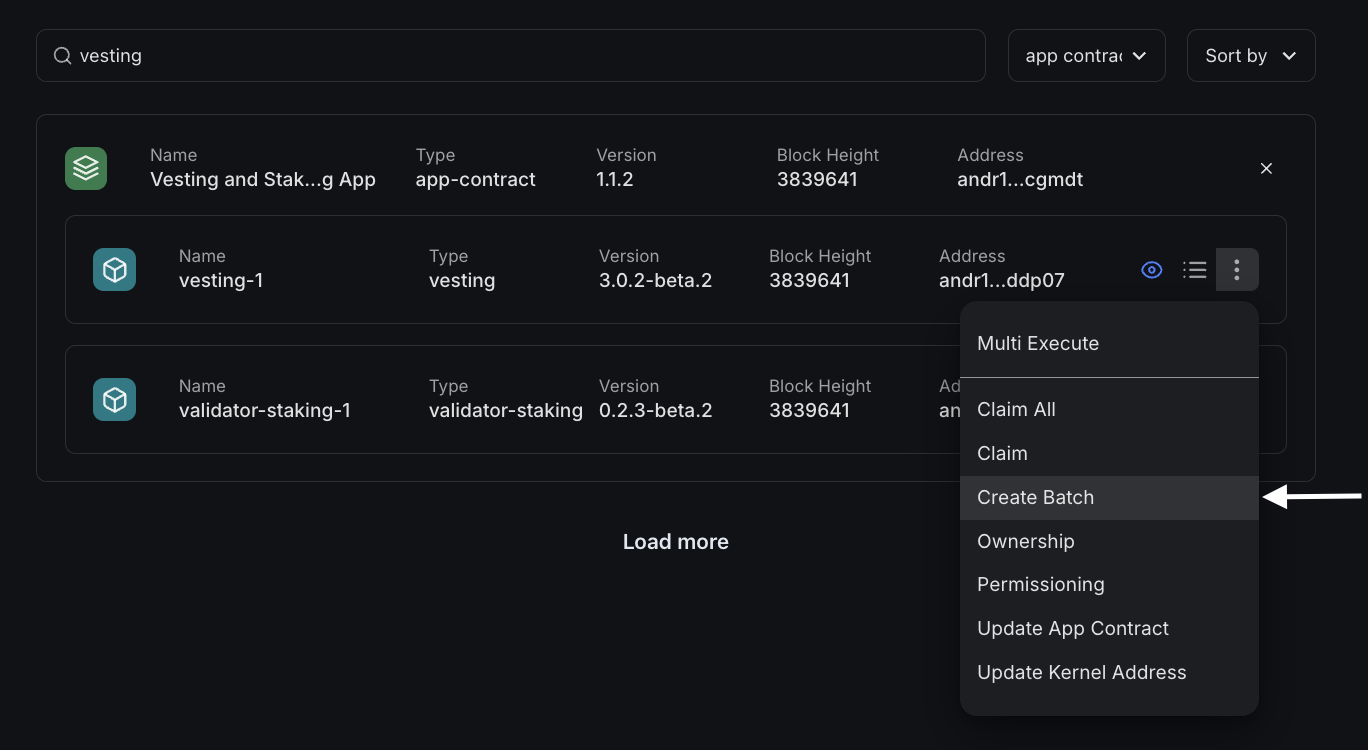 vesting
app contrac
Sort by
Name Type Version Block Height Address
Vesting and Stak...g App app-contract 1.1.2 3839641 andr1...cgmdt
Name Type Version Block Height Address
vesting-1 vesting 3.0.2-beta.2 3839641 andr1...ddp07
Multi Execute
Name Type Version Block Height Ad
validator-staking-1 validator-staking 0.2.3-beta.2 3839641 an
Claim All
Claim
Create Batch
Ownership
Load more
Permissioning
Update App Contract
Update Kernel Address